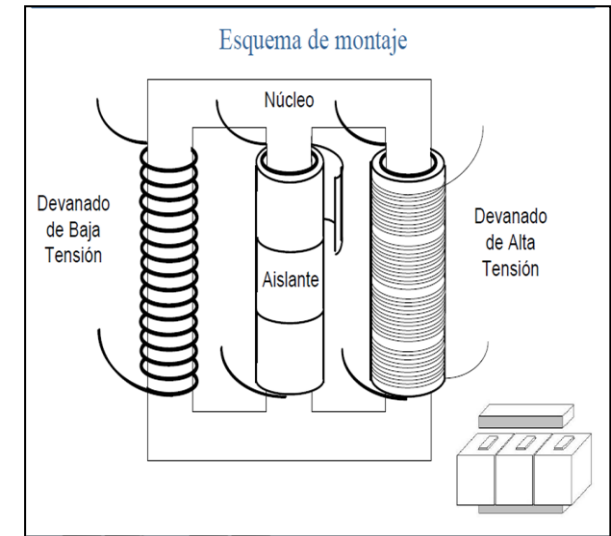 Esquema de montaje
Núcleo
Devanado
de Baja
Tensión
Aislante
Devanado
de Alta
Tensión